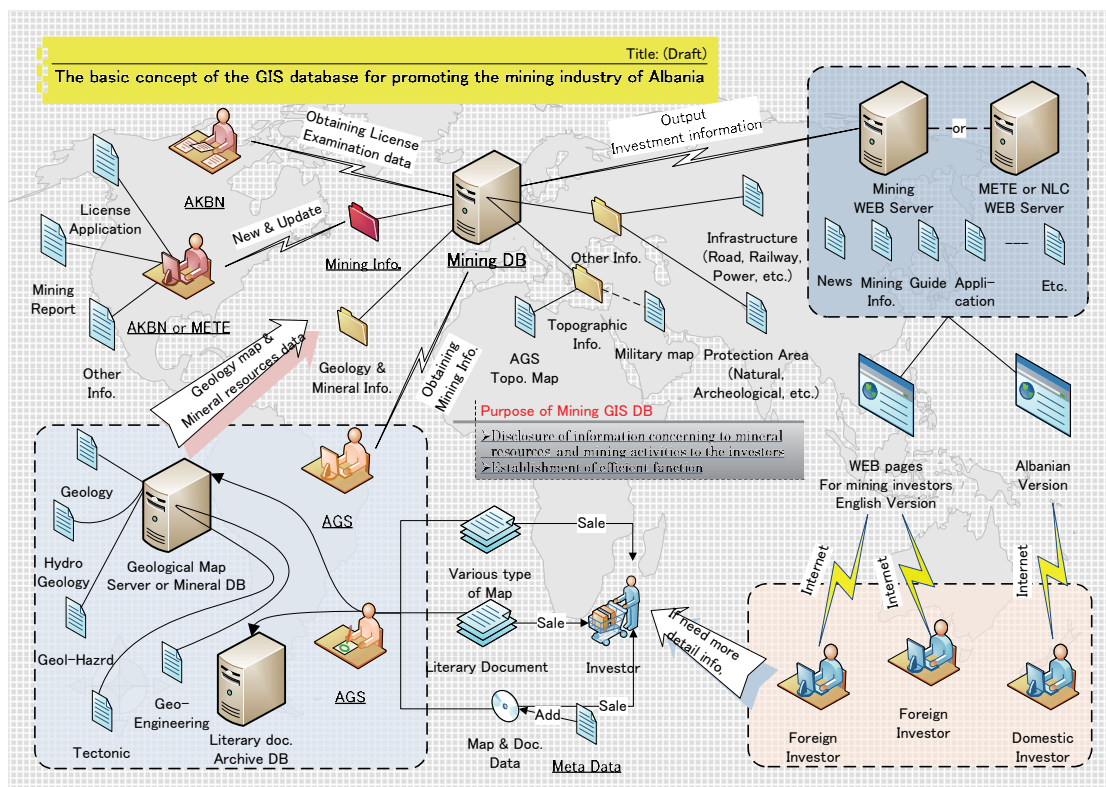 Title: (Draft)
The basic concept of the GIS database for promoting the mining industry of Albania
Obtaining License
Examination data
Output
Investment information
or
Mining
WEB Server
METE or NLC
WEB Server
AKBN
License
Application
New & Update
Mining Info.
Mining DB
Other Info.
Infrastructure
(Road, Railway,
Power, etc.)
News
Mining
Info.
Guide
Appli-
cation
---
Etc.
Mining
Report
AKBN or METE
Other
Info.
Geology map &
Mineral resources data
Geology &
Mineral Info.
Obtaining
Mining Info.
AGS
Topo. Map
Topographic
Info.
Military map
Protection Area
(Natural,
Archeological, etc.)
Purpose of Mining GIS DB
➢Disclosure of information concerning to mineral
resources and mining activities to the investors
➢Establishment of efficient function
WEB pages
For mining investors
English Version
Albanian
Version
Geology
AGS
Hydro
Geology
Geological Map
Server or Mineral DB
Geol-Hazrd
Geo-
Engineering
Tectonic
Literary doc.
Archive DB
AGS
Various type
of Map
Sale
Literary Document
Sale
Investor
Sale
Add
Map & Doc.
Data
Meta Data
If need more
detail info,
Internet
Internet
Internet
Foreign
Investor
Foreign
Investor
Domestic
Investor